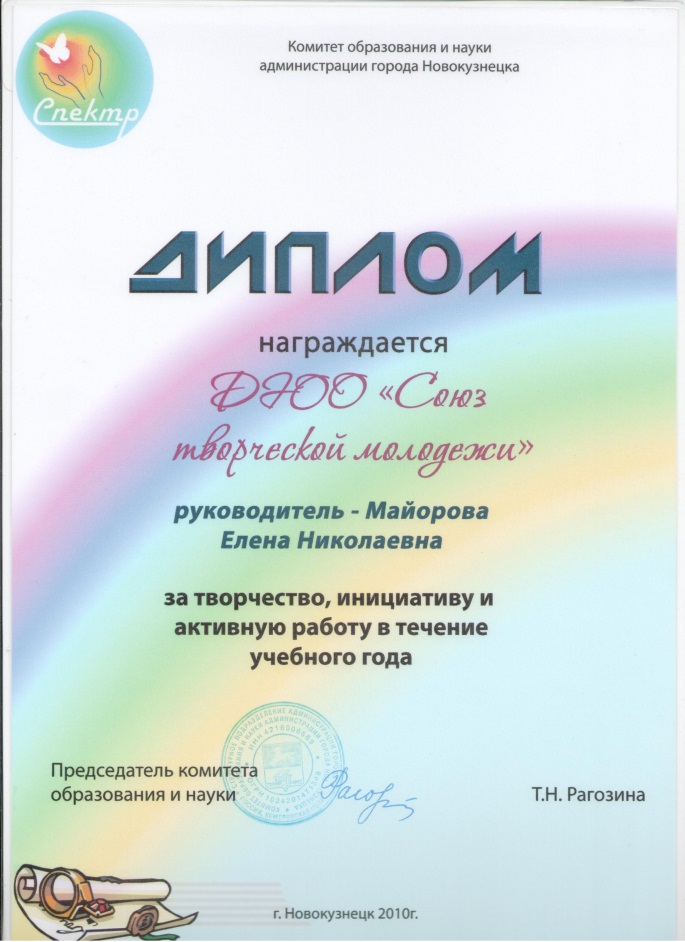 Комитет образования и науки
администрации города Новокузнецка
Спектр
ДИПЛОМ
награждается
ДЮОО «Союз
творческой молодежи»
руководитель - Майорова
Елена Николаевна
за творчество, инициативу и
активную работу в течение
учебного года
Председатель комитета
образования и науки
Т.Н. Рагозина
г. Новокузнецк 2010г.